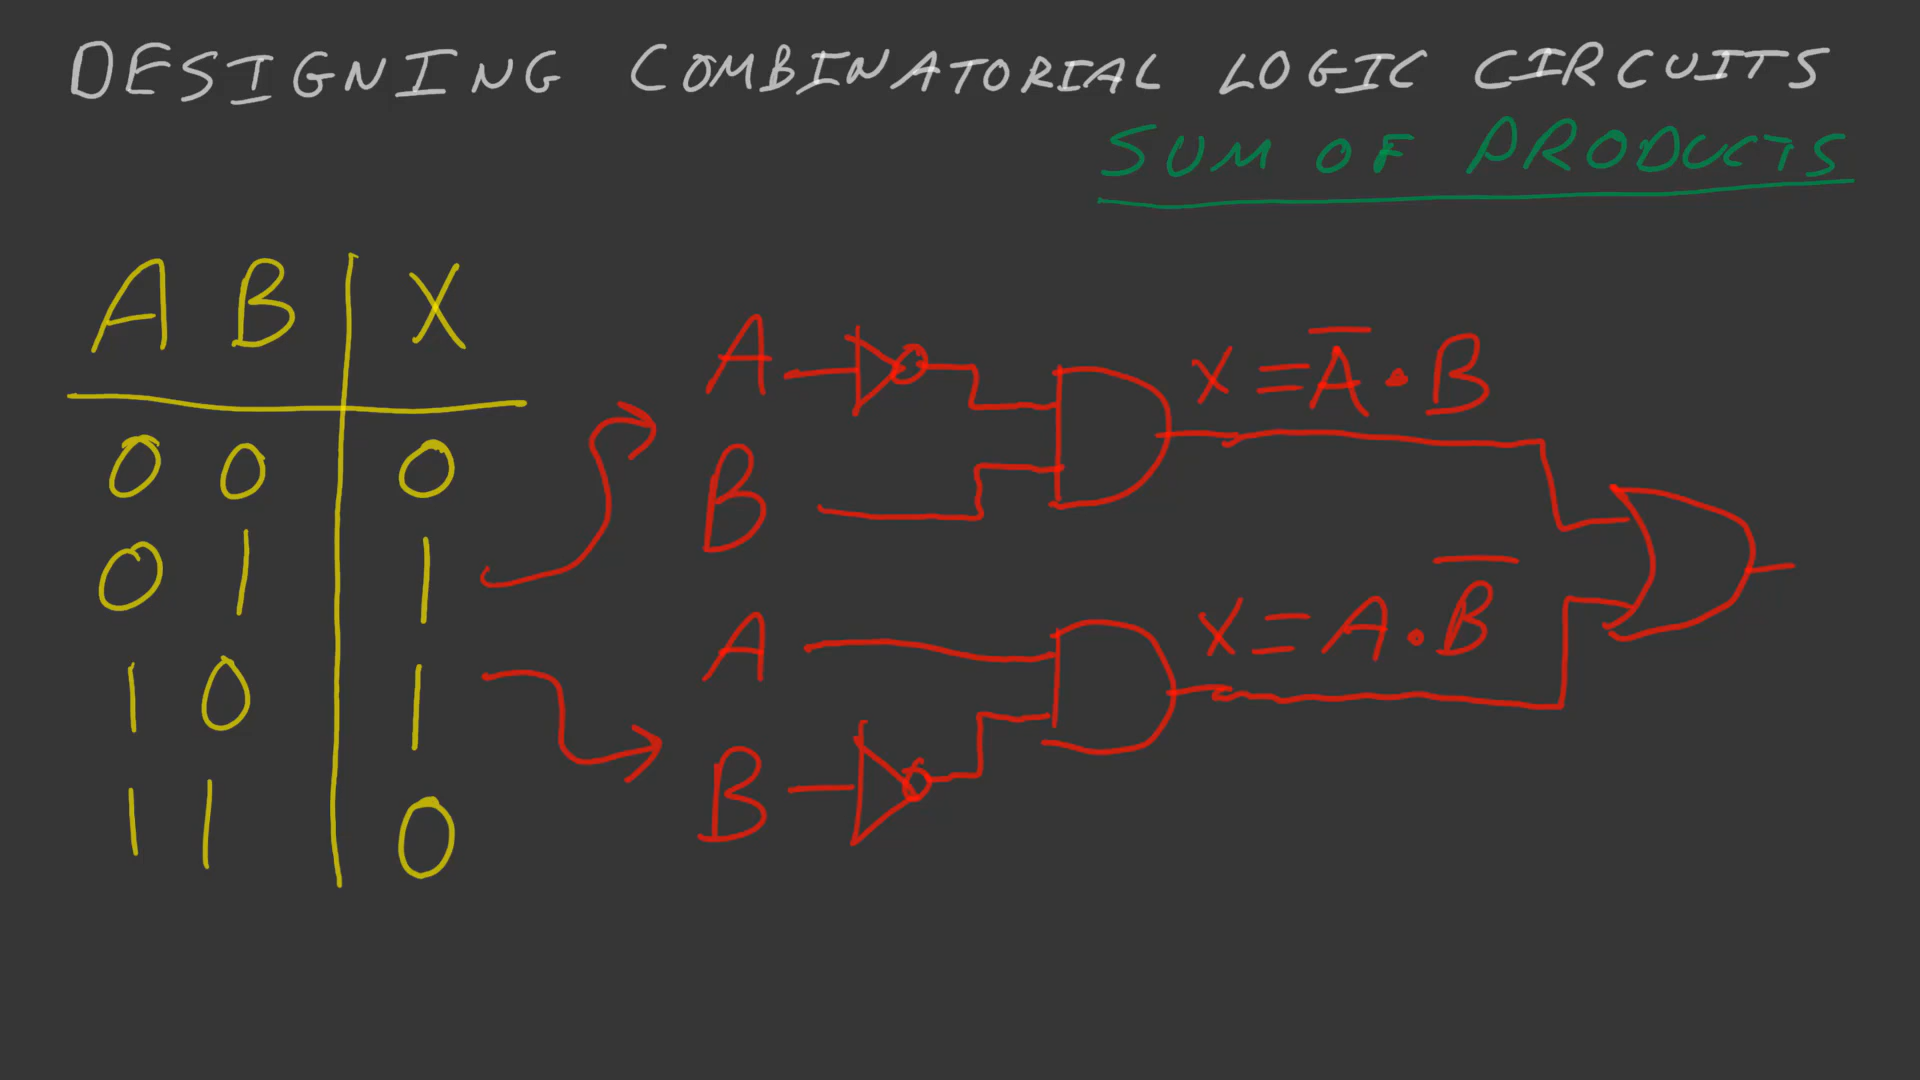 DESIGNING COMBINATORIAL LOGIC CIRCUITS
SUM OF PRODUCTS
A B X
0 0 0
0 1 1
1 0 1
1 1 0
A
B
X = A̅ · B
A
B
X = A · B̅